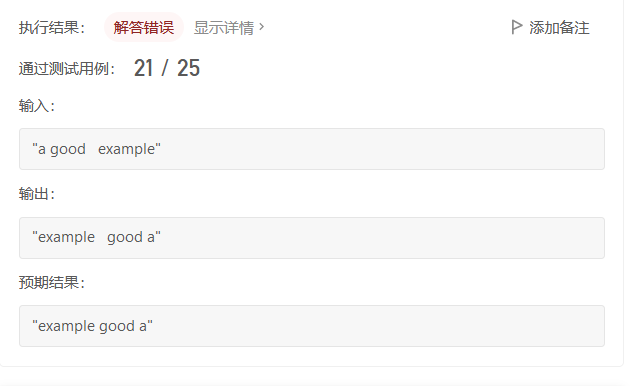 执行结果： 解答错误 显示详情 > 添加备注
通过测试用例： 21 / 25
输入：
"a good   example"
输出：
"example   good a"
预期结果：
"example good a"